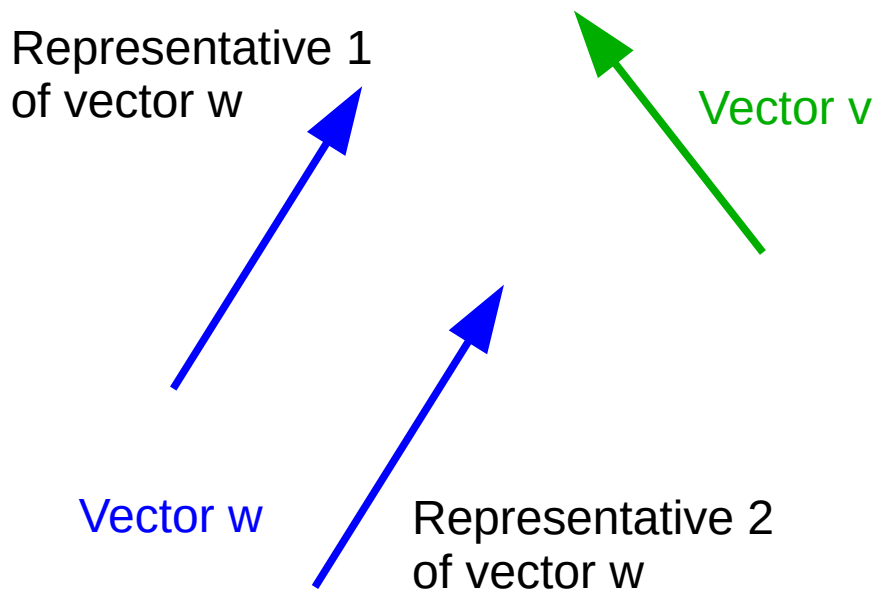 Representative 1
of vector w
Vector v
Vector w
Representative 2
of vector w